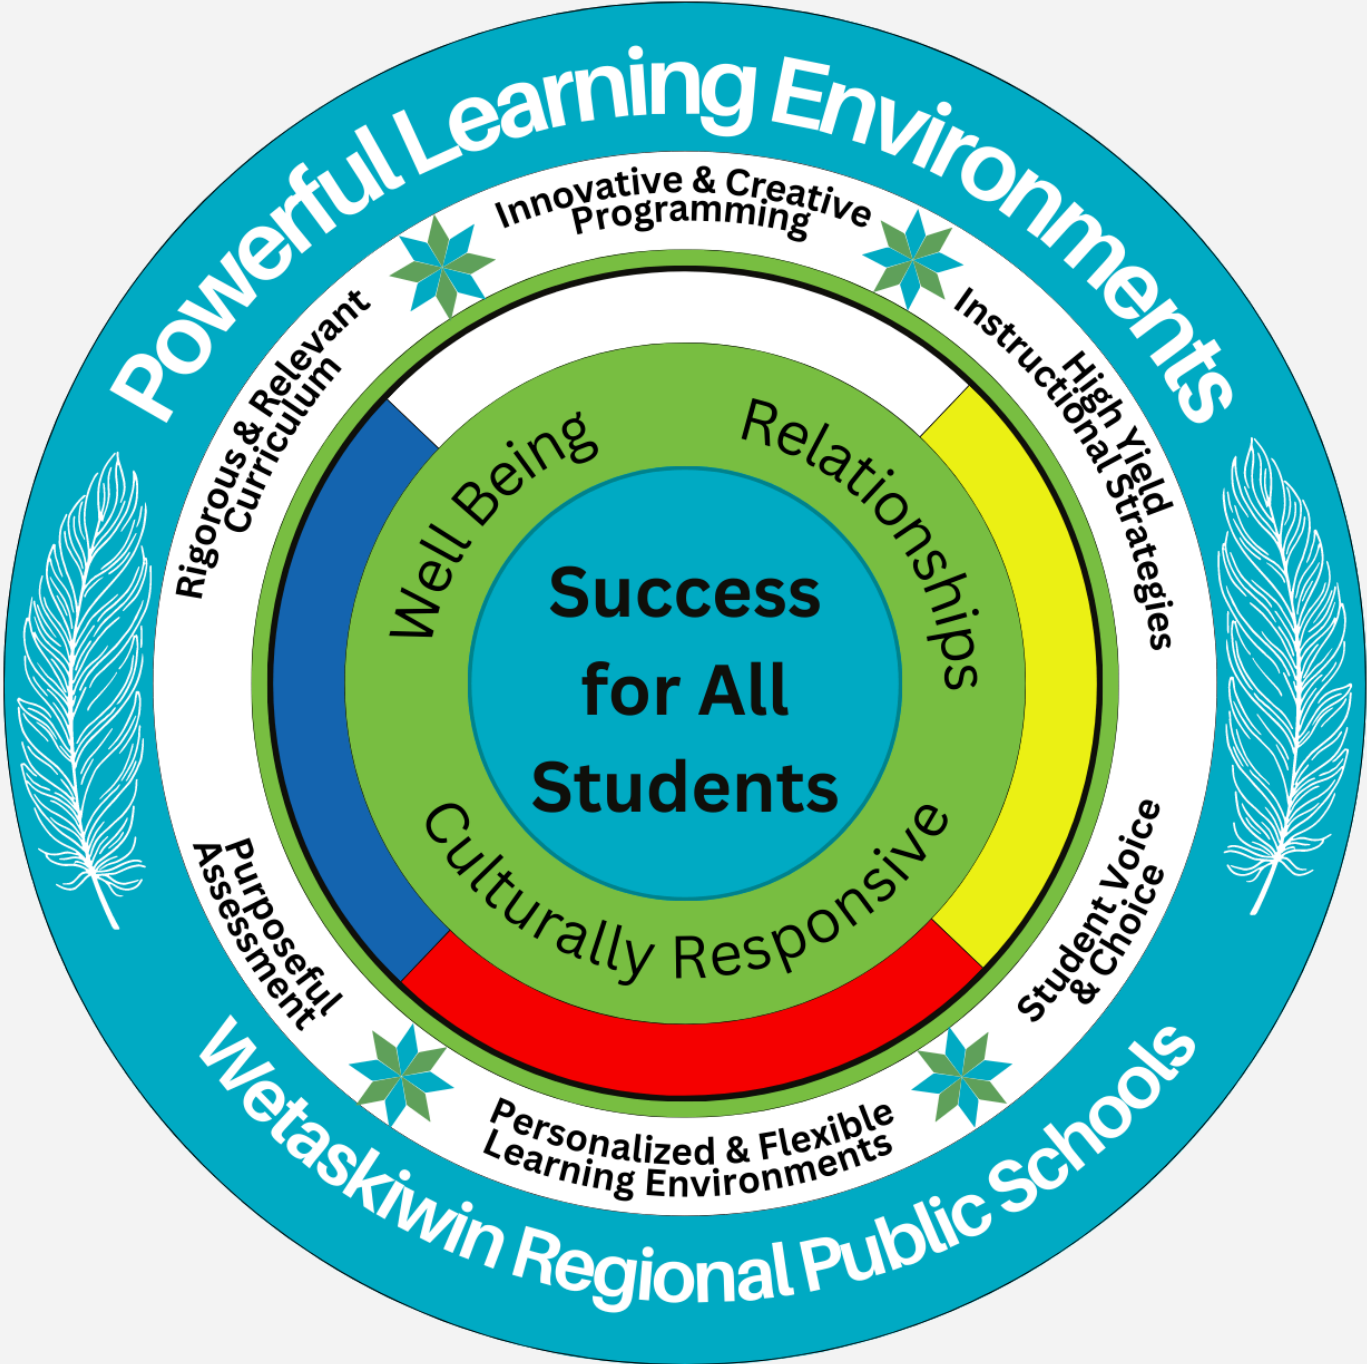 Powerful Learning Environments
Innovative & Creative
Programming
High Yield
Instructional Strategies
Student Voice
& Choice
Personalized & Flexible
Learning Environments
Purposeful
Assessment
Rigorous & Relevant
Curriculum
Well Being
Relationships
Culturally Responsive
Success
for All
Students
Wetaskiwin Regional Public Schools